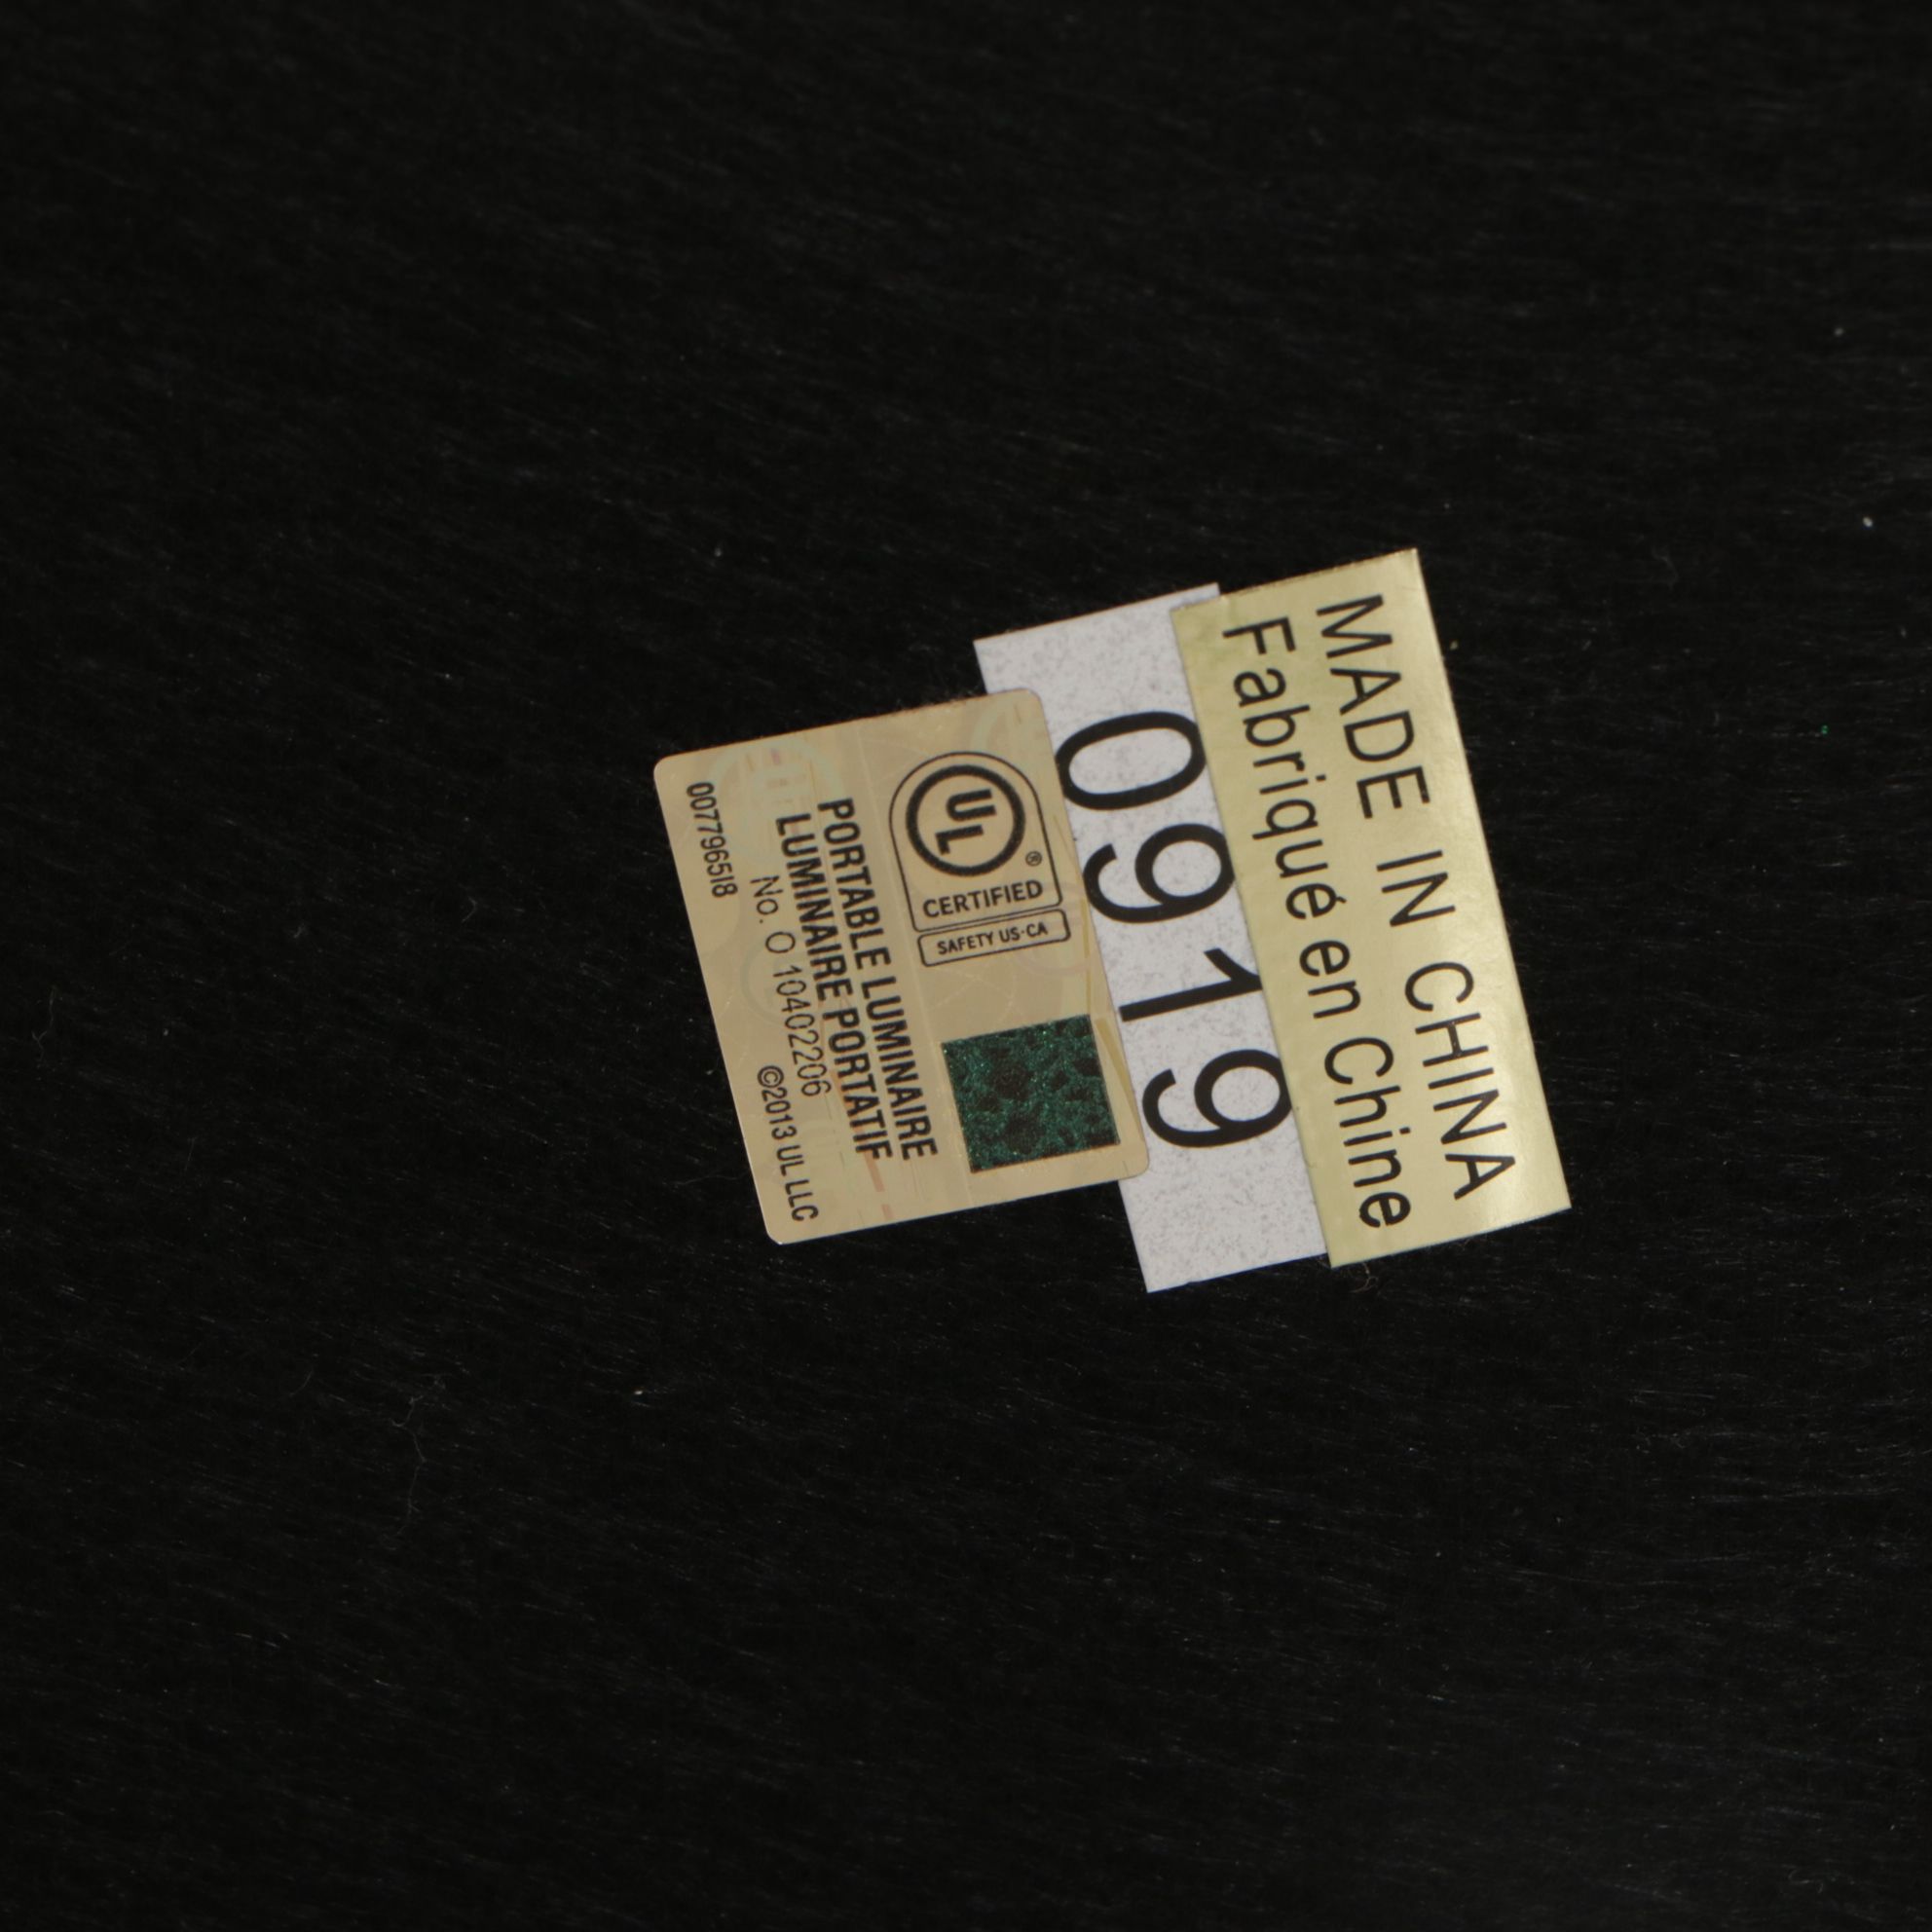 MADE IN CHINA
Fabriqué en Chine
0919
UL ®
CERTIFIED
SAFETY US-CA
PORTABLE LUMINAIRE
LUMINAIRE PORTATIF
No. O 10402206
007796518 ©2013 UL LLC